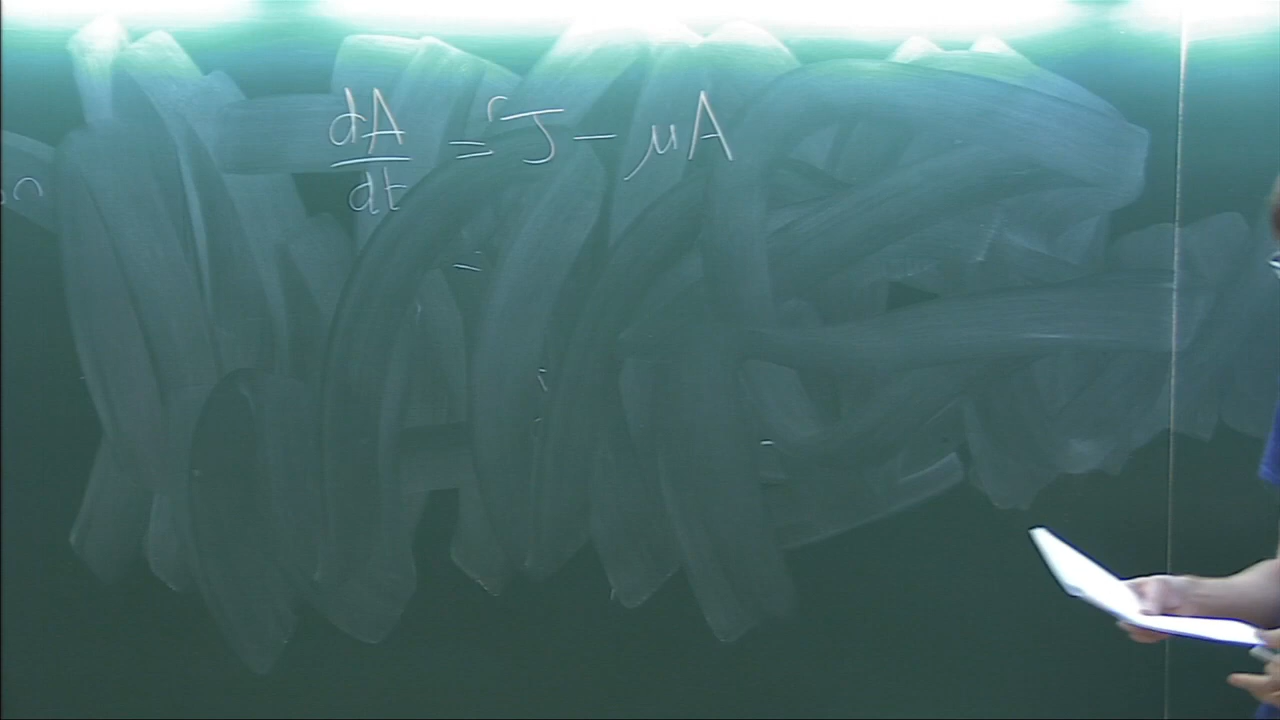 dA/dt = J - μA